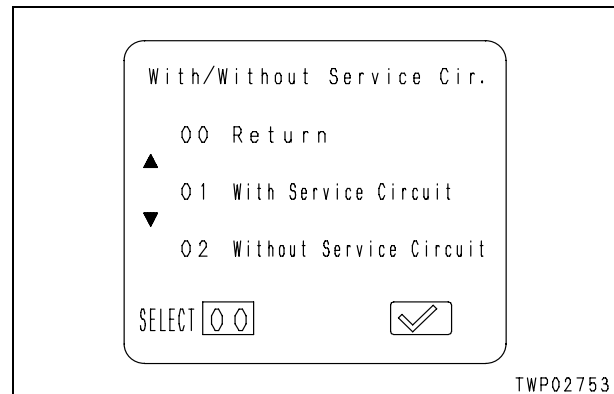 With/Without Service Cir.
00 Return
01 With Service Circuit
02 Without Service Circuit
SELECT 00
TWP02753